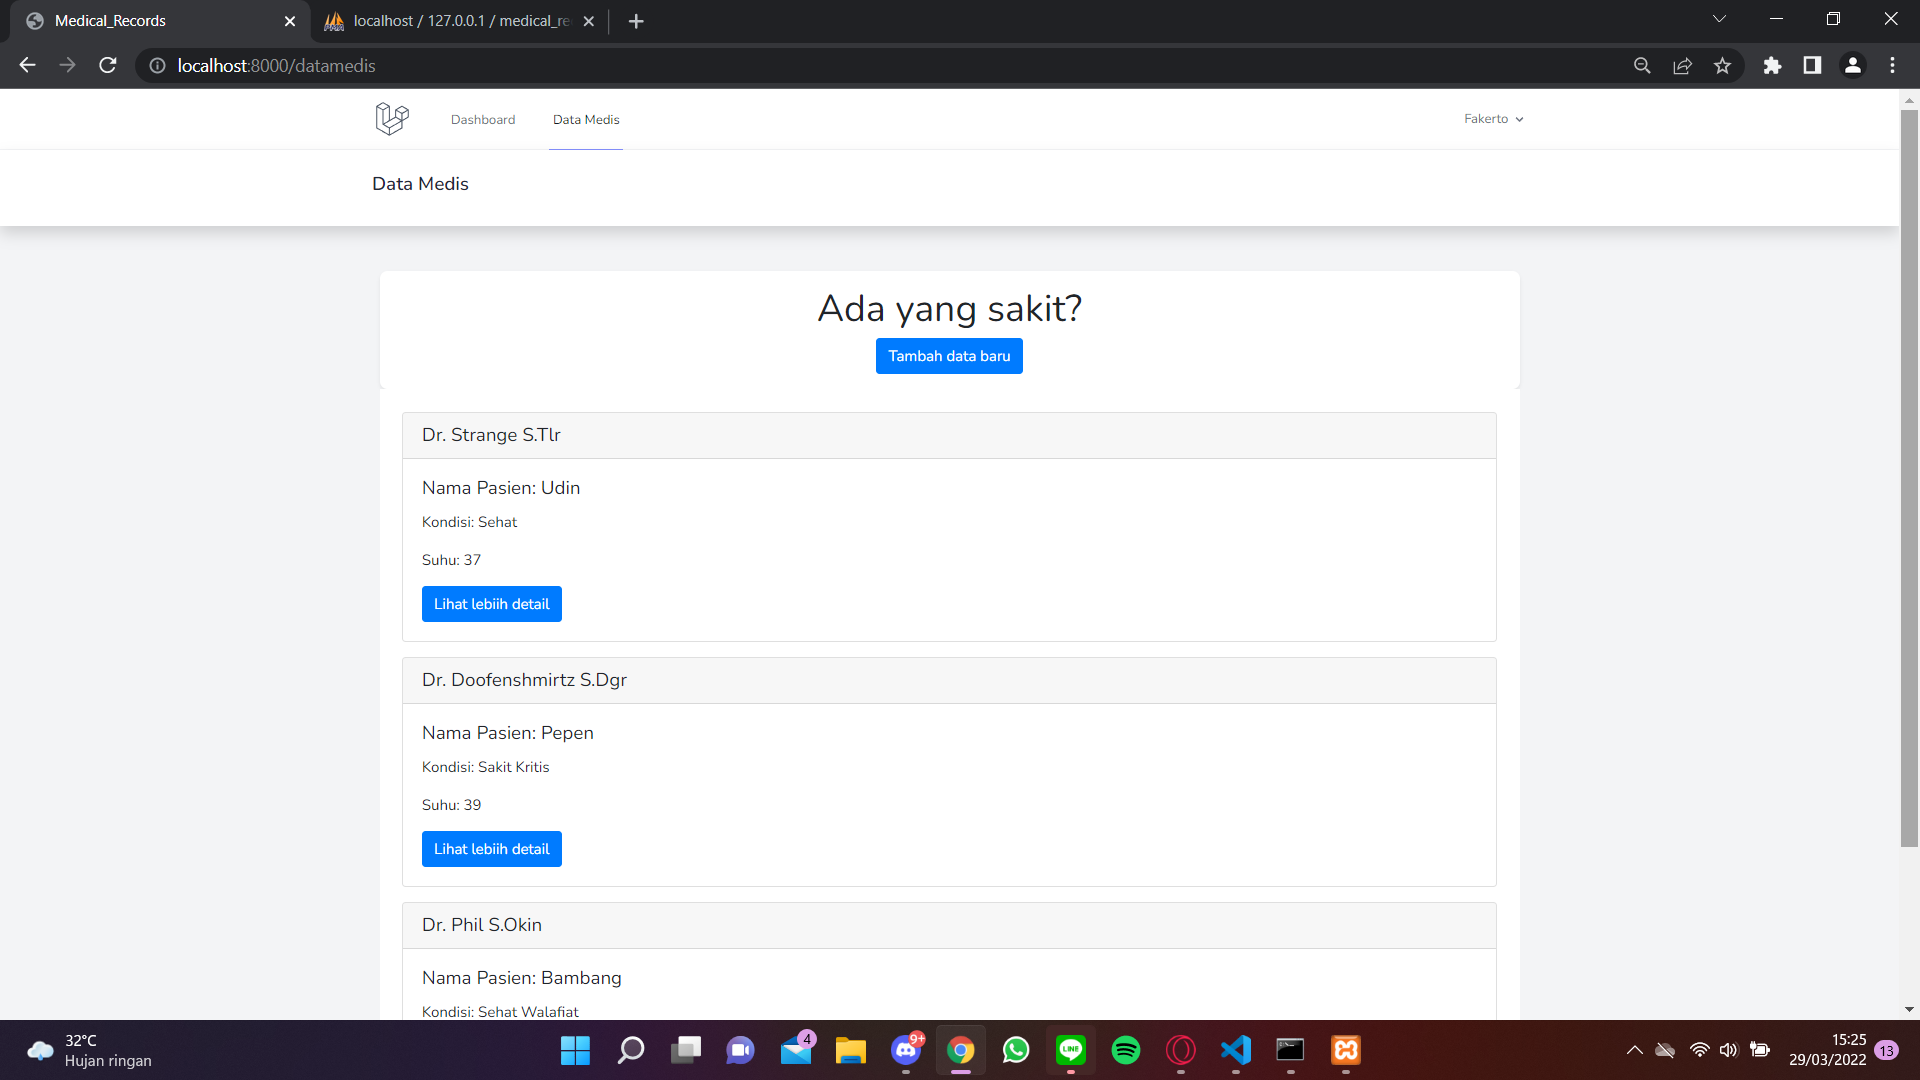 Medical_Records
localhost / 127.0.0.1 / medical_re
localhost:8000/datamedis
Dashboard
Data Medis
Fakerto
Data Medis
Ada yang sakit?
Tambah data baru
Dr. Strange S.Tlr
Nama Pasien: Udin
Kondisi: Sehat
Suhu: 37
Lihat lebiih detail
Dr. Doofenshmirtz S.Dgr
Nama Pasien: Pepen
Kondisi: Sakit Kritis
Suhu: 39
Lihat lebiih detail
Dr. Phil S.Okin
Nama Pasien: Bambang
Kondisi: Sehat Walafiat
32°C
Hujan ringan
4
9+
LINE
15:25
29/03/2022
13